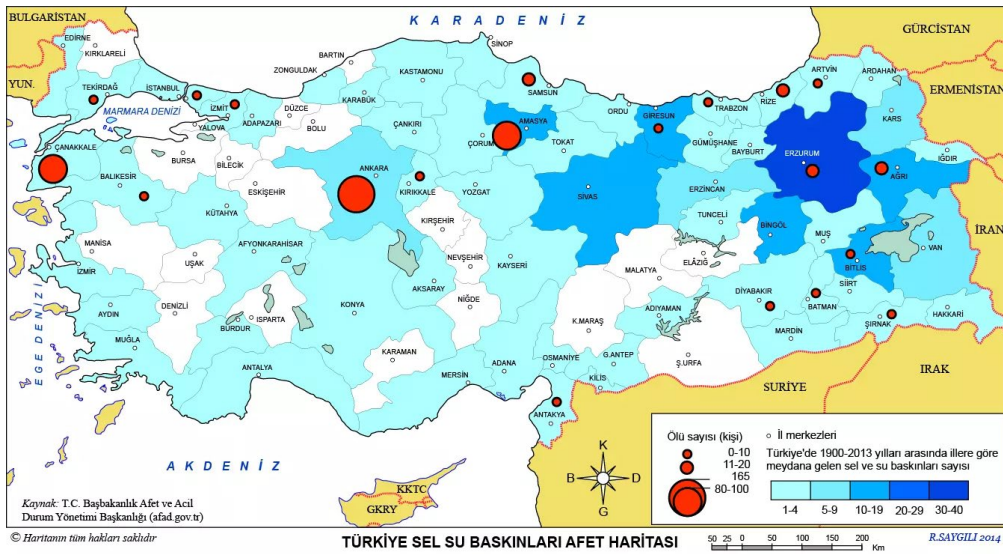 BULGARİSTAN
K A R A D E N İ Z
GÜRCİSTAN
EDİRNE
KIRKLARELİ
SİNOP
BARTIN
ZONGULDAK
KASTAMONU
ARTVİN
ARDAHAN
YUN.
TEKİRDAĞ
İSTANBUL
İZMİT
DÜZCE
KARABÜK
SAMSUN
ORDU
GİRESUN
TRABZON
RİZE
ERMENİSTAN
MARMARA DENİZİ
ADAPAZARI
KARS
YALOVA
BOLU
ÇANKIRI
AMASYA
ÇORUM
TOKAT
GÜMÜŞHANE
BAYBURT
ÇANAKKALE
BURSA
BİLECİK
ERZURUM
IĞDIR
AĞRI
BALIKESİR
ESKİŞEHİR
ANKARA
KIRIKKALE
YOZGAT
SİVAS
ERZİNCAN
KÜTAHYA
KIRŞEHİR
TUNCELİ
BİNGÖL
MUŞ
İRAN
MANİSA
AFYONKARAHİSAR
NEVŞEHİR
KAYSERİ
ELÂZIĞ
VAN
İZMİR
UŞAK
AKSARAY
MALATYA
BİTLİS
SİİRT
EGEDENİZİ
AYDIN
DENİZLİ
KONYA
NİĞDE
ADIYAMAN
DİYABAKIR
BATMAN
HAKKARİ
BURDUR
ISPARTA
K.MARAŞ
MARDİN
ŞIRNAK
MUĞLA
KARAMAN
ADANA
OSMANİYE
G.ANTEP
Ş.URFA
ANTALYA
MERSİN
KİLİS
SURİYE
IRAK
ANTAKYA
A K D E N İ Z
K
B
D
G
Ölü sayısı (kişi)
0-10
11-20
165
80-100
İl merkezleri
Türkiye'de 1900-2013 yılları arasında illere göre
meydana gelen sel ve su baskınları sayısı
1-4
5-9
10-19
20-29
30-40
KKTC
GKRY
Kaynak: T.C. Başbakanlık Afet ve Acil
Durum Yönetimi Başkanlığı (afad.gov.tr)
© Haritanın tüm hakları saklıdır
TÜRKİYE SEL SU BASKINLARI AFET HARİTASI
50 25 0 50 100 150 200
Km
R.SAYGILI 2014